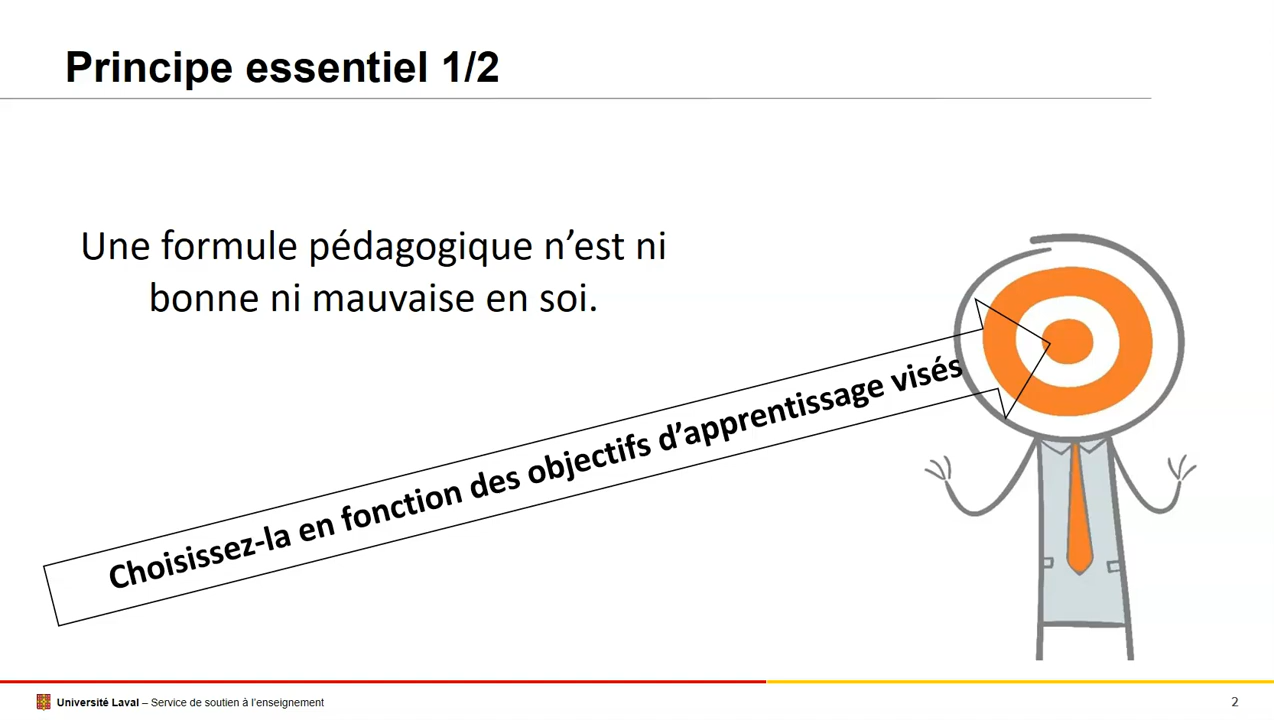 Principe essentiel 1/2
Une formule pédagogique n’est ni
bonne ni mauvaise en soi.
Choisissez-la en fonction des objectifs d’apprentissage visés
Université Laval – Service de soutien à l’enseignement
2